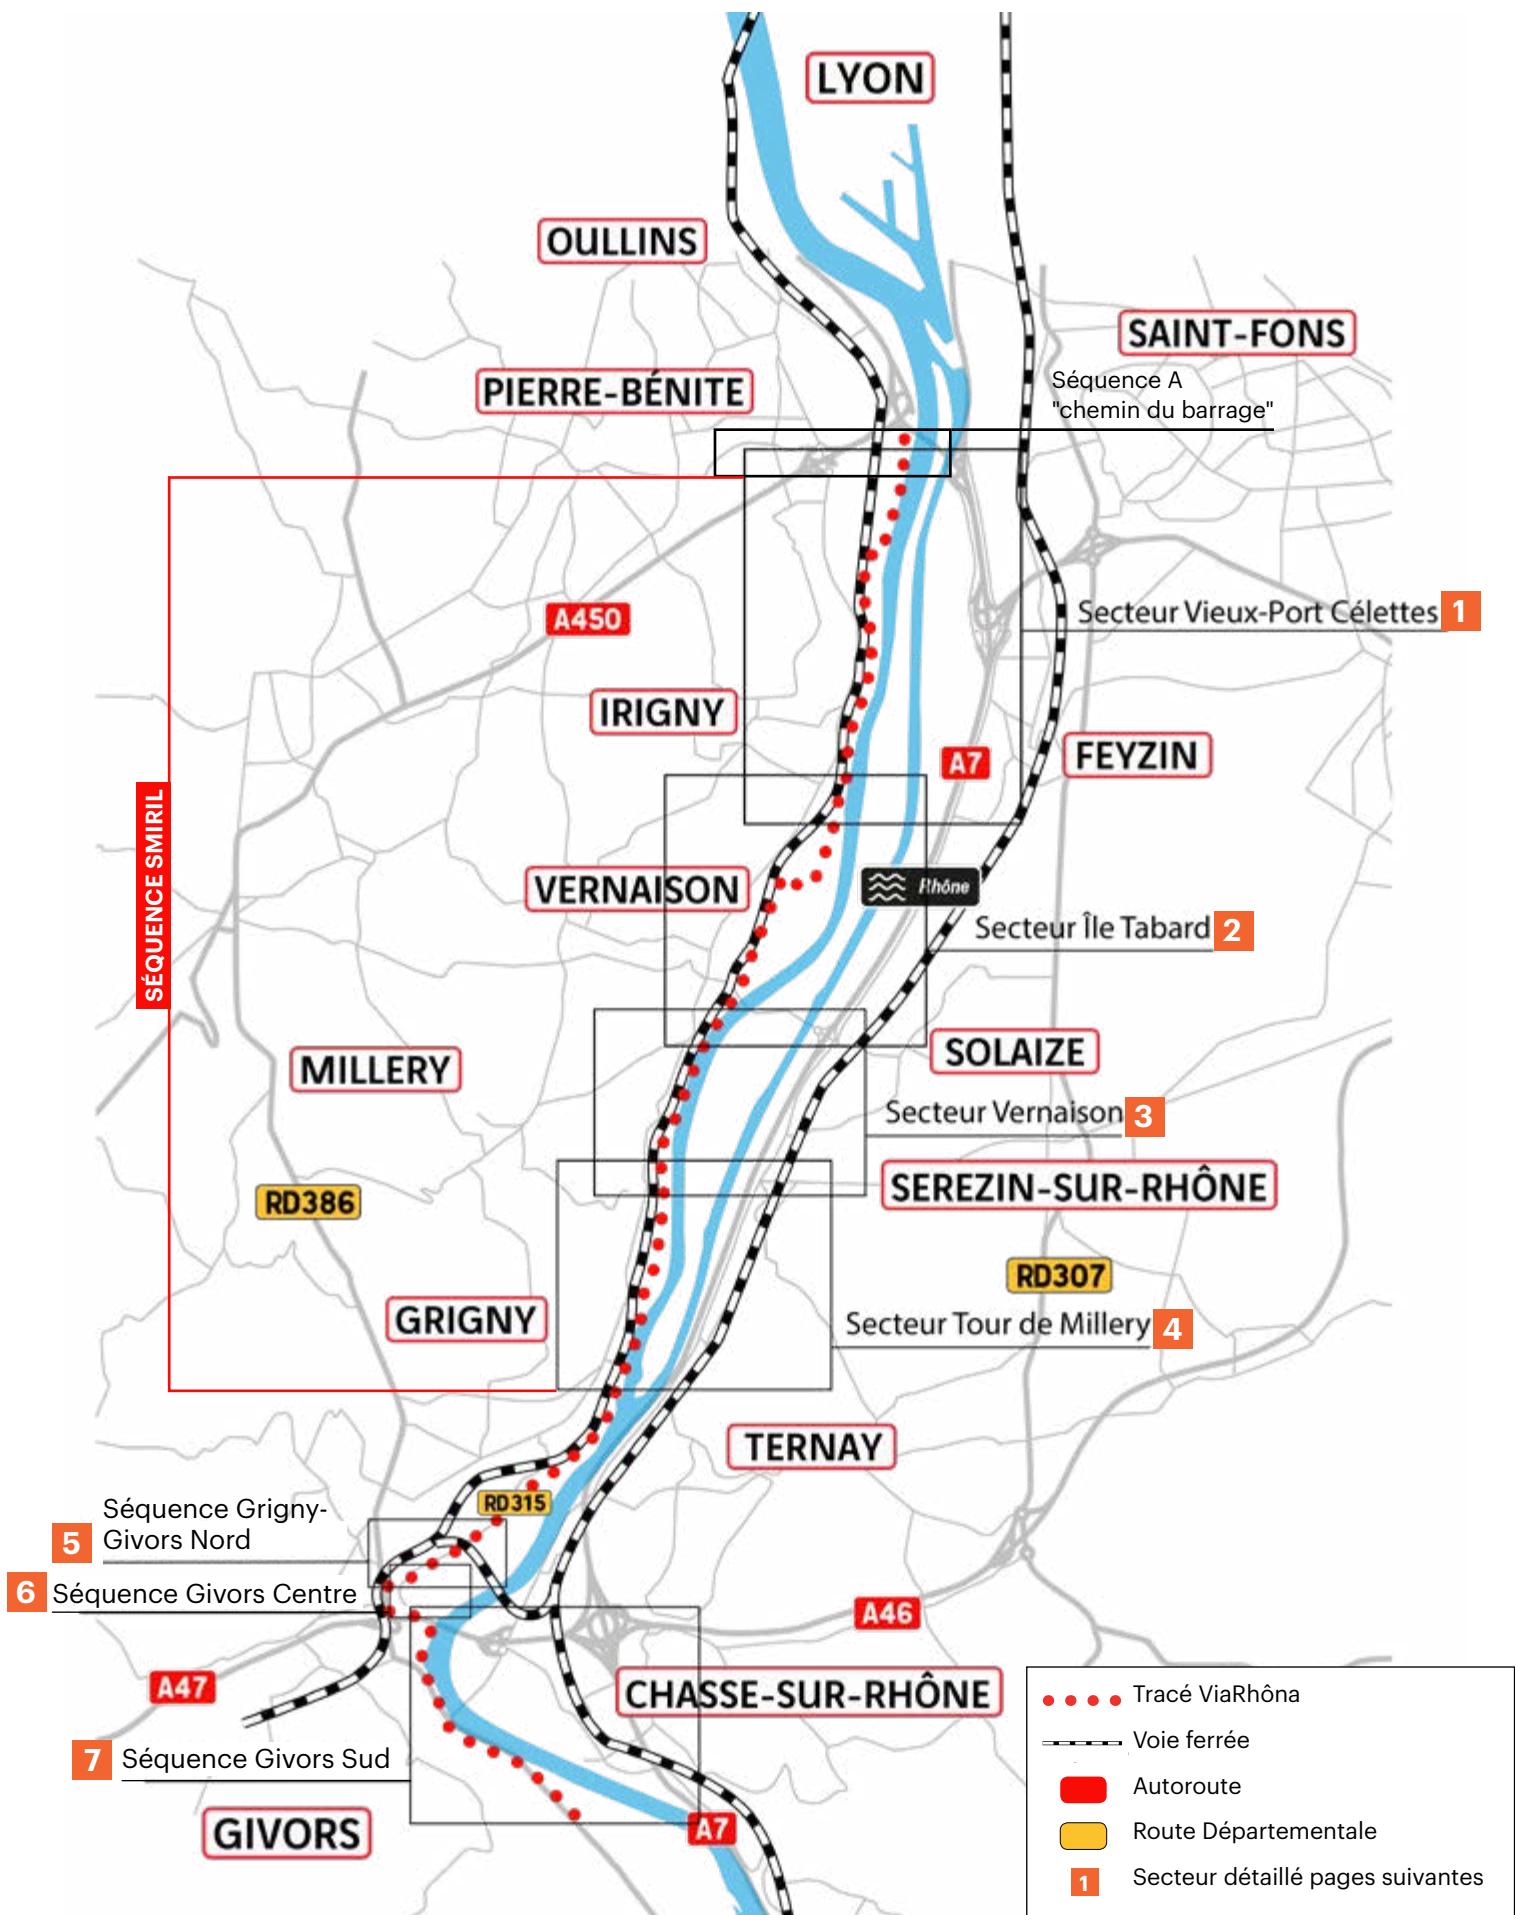 LYON
OULLINS
SAINT-FONS
PIERRE-BÉNITE
Séquence A
"chemin du barrage"
A450
Secteur Vieux-Port Célettes 1
IRIGNY
A7
FEYZIN
SÉQUENCE SMIRIL
VERNAISON
Rhône
Secteur Île Tabard 2
MILLERY
SOLAIZE
Secteur Vernaison 3
SEREZIN-SUR-RHÔNE
RD386
RD307
GRIGNY
Secteur Tour de Millery 4
TERNAY
RD315
5 Séquence Grigny-
Givors Nord
6 Séquence Givors Centre
A46
A47
CHASSE-SUR-RHÔNE
7 Séquence Givors Sud
GIVORS
A7
Tracé ViaRhôna
Voie ferrée
Autoroute
Route Départementale
1 Secteur détaillé pages suivantes